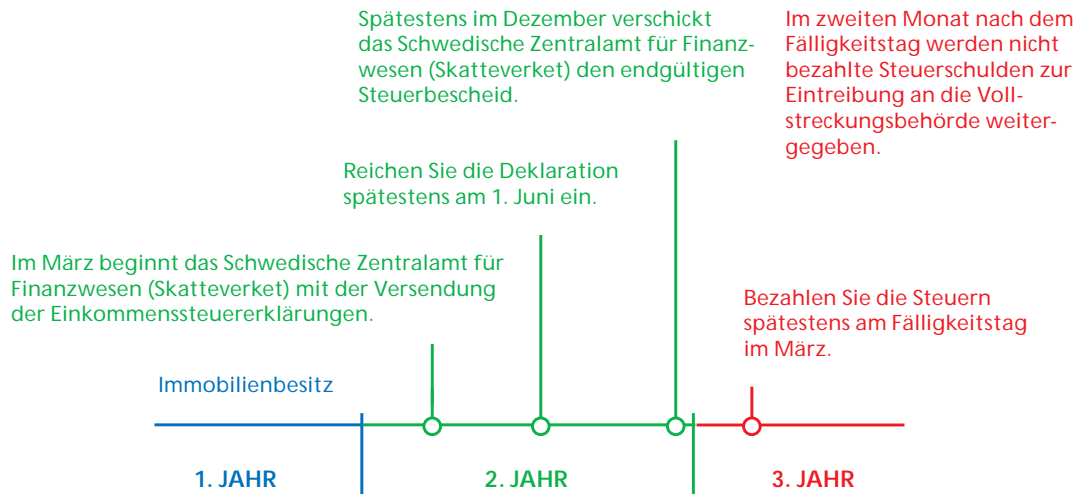 Spätestens im Dezember verschickt
das Schwedische Zentralamt für Finanz-
wesen (Skatteverket) den endgültigen
Steuerbescheid.
Im zweiten Monat nach dem
Fälligkeitstag werden nicht
bezahlte Steuerschulden zur
Eintreibung an die Voll-
streckungsbehörde weiter-
gegeben.
Reichen Sie die Deklaration
spätestens am 1. Juni ein.
Im März beginnt das Schwedische Zentralamt für
Finanzwesen (Skatteverket) mit der Versendung
der Einkommenssteuererklärungen.
Bezahlen Sie die Steuern
spätestens am Fälligkeitstag
im März.
Immobilienbesitz
1. JAHR
2. JAHR
3. JAHR